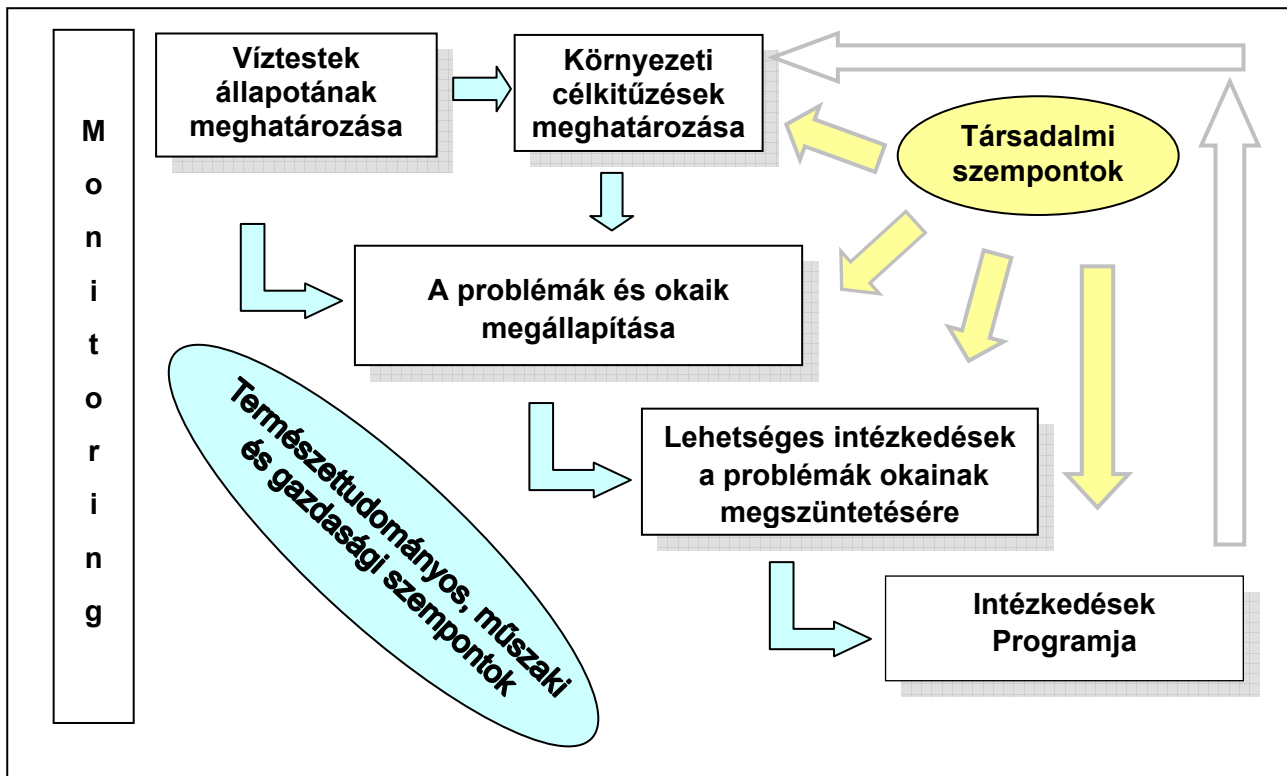 Monitoring
Víztestek
állapotának
meghatározása
Környezeti
célkitűzések
meghatározása
Társadalmi
szempontok
A problémák és okaik
megállapítása
Természettudományos, műszaki
és gazdasági szempontok
Lehetséges intézkedések
a problémák okainak
megszüntetésére
Intézkedések
Programja